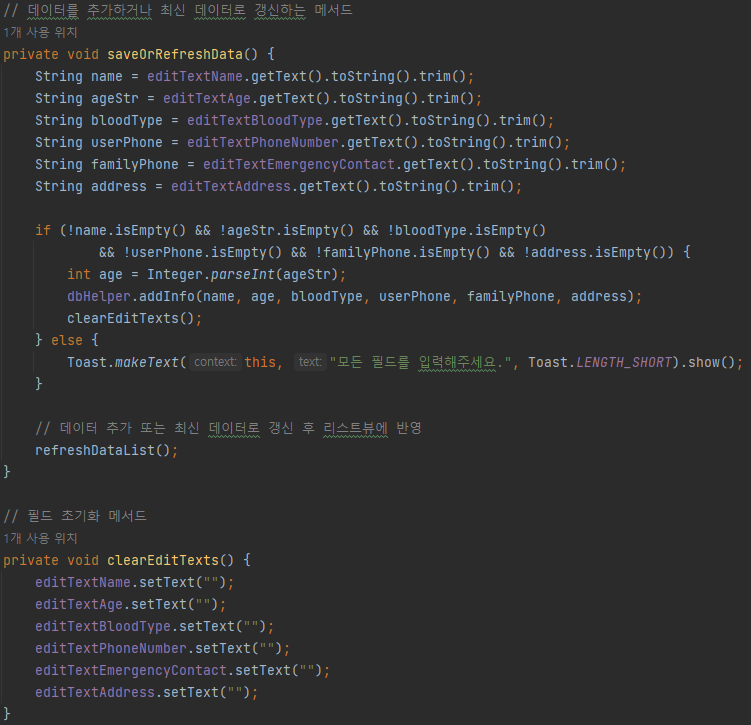 // 데이터를 추가하거나 최신 데이터로 갱신하는 메서드
1개 사용 위치
private void saveOrRefreshData() {
    String name = editTextName.getText().toString().trim();
    String ageStr = editTextAge.getText().toString().trim();
    String bloodType = editTextBloodType.getText().toString().trim();
    String userPhone = editTextPhoneNumber.getText().toString().trim();
    String familyPhone = editTextEmergencyContact.getText().toString().trim();
    String address = editTextAddress.getText().toString().trim();

    if (!name.isEmpty() && !ageStr.isEmpty() && !bloodType.isEmpty()
            && !userPhone.isEmpty() && !familyPhone.isEmpty() && !address.isEmpty()) {
        int age = Integer.parseInt(ageStr);
        dbHelper.addInfo(name, age, bloodType, userPhone, familyPhone, address);
        clearEditTexts();
    } else {
        Toast.makeText( context: this, text: "모든 필드를 입력해주세요.", Toast.LENGTH_SHORT).show();
    }

    // 데이터 추가 또는 최신 데이터로 갱신 후 리스트뷰에 반영
    refreshDataList();
}

// 필드 초기화 메서드
1개 사용 위치
private void clearEditTexts() {
    editTextName.setText("");
    editTextAge.setText("");
    editTextBloodType.setText("");
    editTextPhoneNumber.setText("");
    editTextEmergencyContact.setText("");
    editTextAddress.setText("");
}